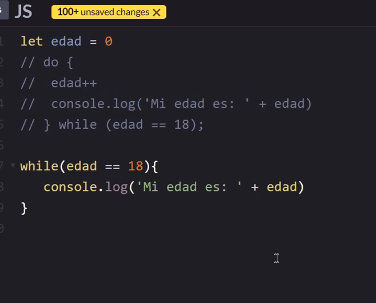 JS
100+ unsaved changes X
let edad = 0
// do {
//  edad++
//  console.log('Mi edad es: ' + edad)
// } while (edad == 18);
while(edad == 18){
   console.log('Mi edad es: ' + edad)
}